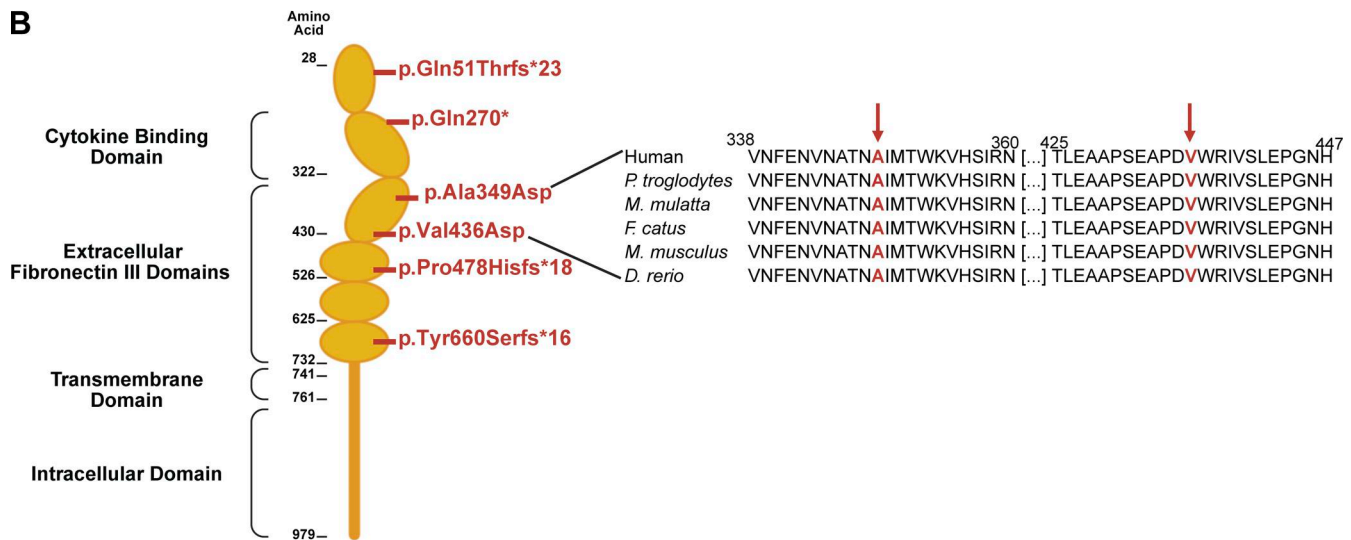 B
Amino
Acid
28
p.Gln51Thrfs*23
Cytokine Binding
Domain
p.Gln270*
322
p.Ala349Asp
Extracellular
Fibronectin III Domains
430
p.Val436Asp
p.Pro478Hisfs*18
526
625
p.Tyr660Serfs*16
732
Transmembrane
Domain
741
761
Intracellular Domain
979
338 360 425 447
Human VNFENVNATNAIMTWKVHSIRN [...] TLEAAPSEAPDVWRIVSLEPGNH
P. troglodytes VNFENVNATNAIMTWKVHSIRN [...] TLEAAPSEAPDVWRIVSLEPGNH
M. mulatta VNFENVNATNAIMTWKVHSIRN [...] TLEAAPSEAPDVWRIVSLEPGNH
F. catus VNFENVNATNAIMTWKVHSIRN [...] TLEAAPSEAPDVWRIVSLEPGNH
M. musculus VNFENVNATNAIMTWKVHSIRN [...] TLEAAPSEAPDVWRIVSLEPGNH
D. rerio VNFENVNATNAIMTWKVHSIRN [...] TLEAAPSEAPDVWRIVSLEPGNH